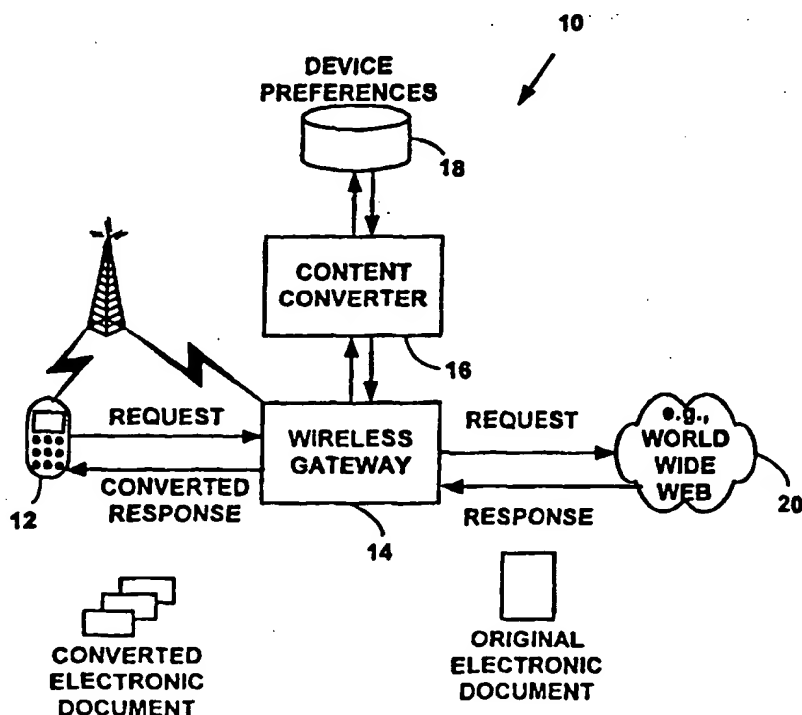 10
DEVICE
PREFERENCES
18
CONTENT
CONVERTER
16
REQUEST
WIRELESS
GATEWAY
REQUEST
e.g.,
WORLD
WIDE
WEB
CONVERTED
RESPONSE
12
14
RESPONSE
20
CONVERTED
ELECTRONIC
DOCUMENT
ORIGINAL
ELECTRONIC
DOCUMENT